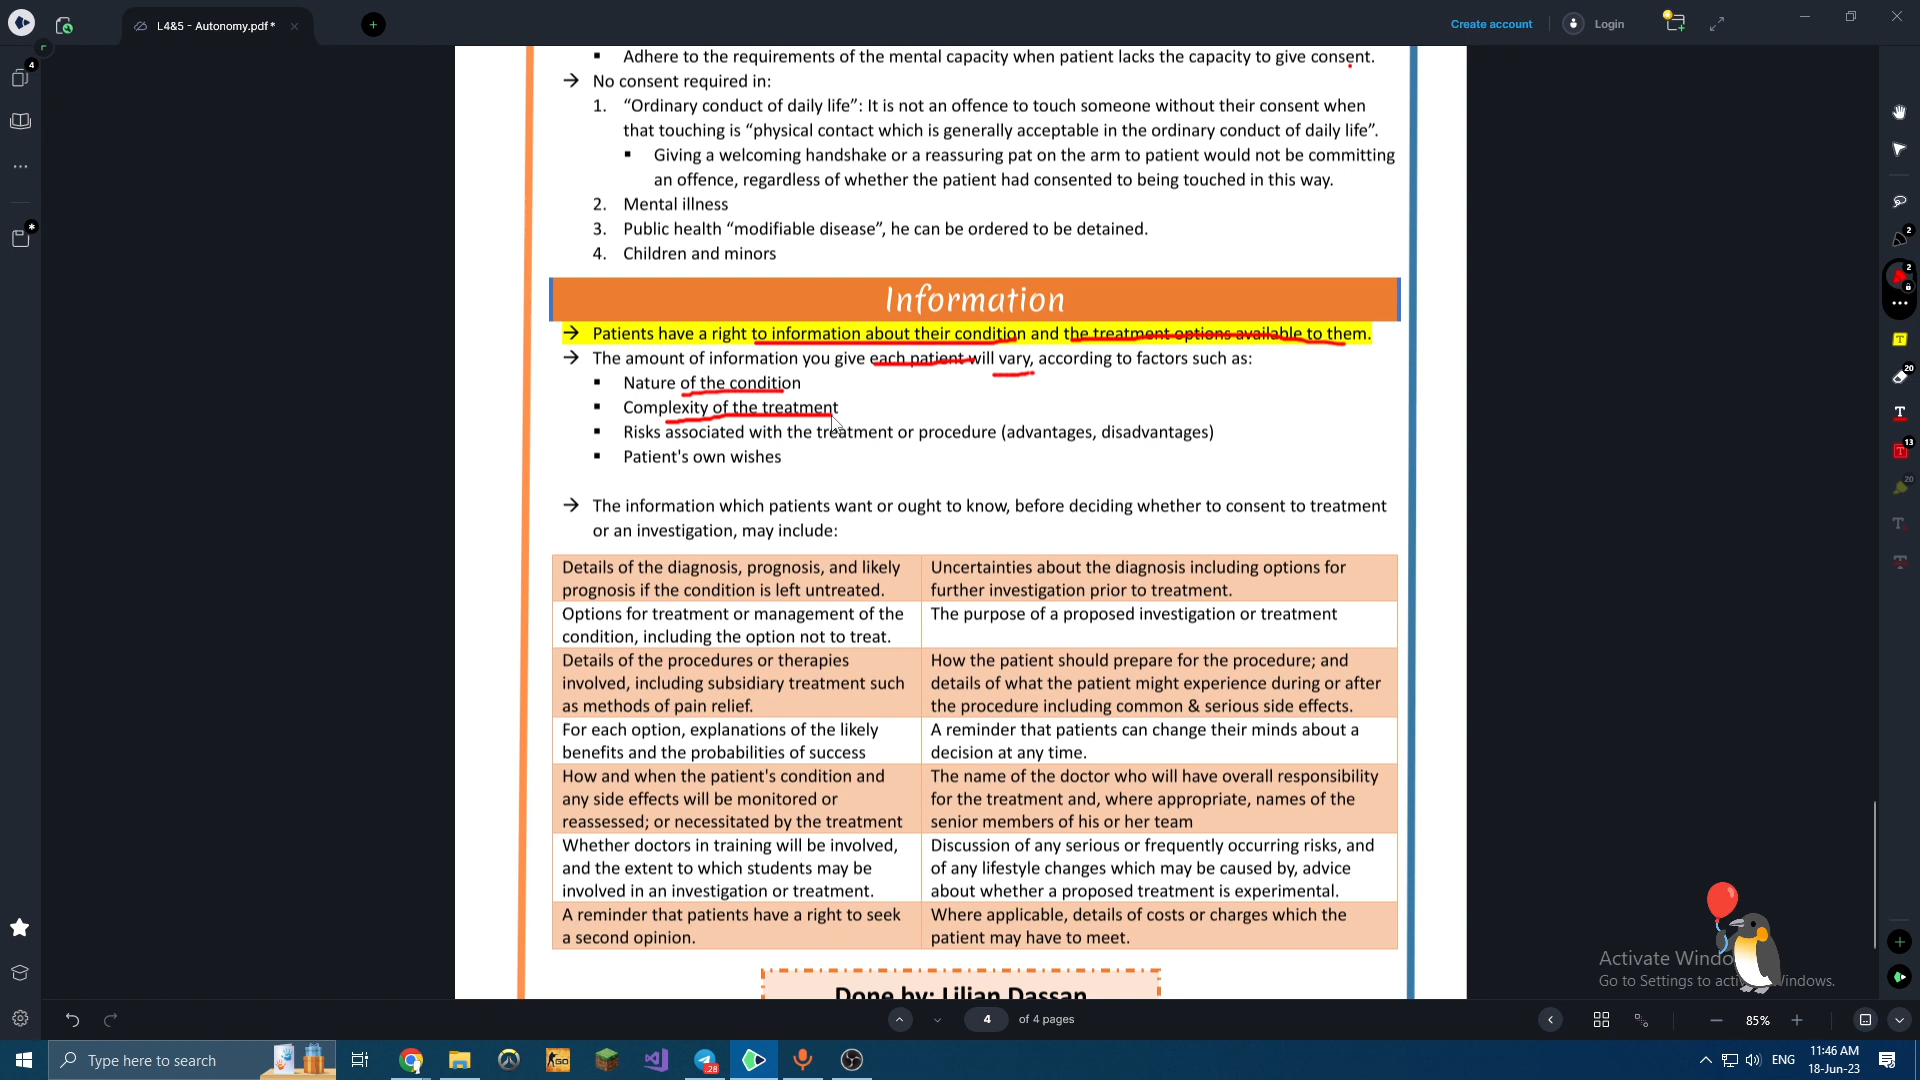 L4&5 - Autonomy.pdf *
Create account
Login
4
▪ Adhere to the requirements of the mental capacity when patient lacks the capacity to give consent.
→ No consent required in:
1. “Ordinary conduct of daily life”: It is not an offence to touch someone without their consent when
that touching is “physical contact which is generally acceptable in the ordinary conduct of daily life”.
▪ Giving a welcoming handshake or a reassuring pat on the arm to patient would not be committing
an offence, regardless of whether the patient had consented to being touched in this way.
2. Mental illness
3. Public health “modifiable disease”, he can be ordered to be detained.
4. Children and minors
Information
→ Patients have a right to information about their condition and the treatment options available to them.
→ The amount of information you give each patient will vary, according to factors such as:
▪ Nature of the condition
▪ Complexity of the treatment
▪ Risks associated with the treatment or procedure (advantages, disadvantages)
▪ Patient's own wishes
→ The information which patients want or ought to know, before deciding whether to consent to treatment
or an investigation, may include:
Details of the diagnosis, prognosis, and likely
prognosis if the condition is left untreated.
Uncertainties about the diagnosis including options for
further investigation prior to treatment.
Options for treatment or management of the
condition, including the option not to treat.
The purpose of a proposed investigation or treatment
Details of the procedures or therapies
involved, including subsidiary treatment such
as methods of pain relief.
How the patient should prepare for the procedure; and
details of what the patient might experience during or after
the procedure including common & serious side effects.
For each option, explanations of the likely
benefits and the probabilities of success
A reminder that patients can change their minds about a
decision at any time.
How and when the patient's condition and
any side effects will be monitored or
reassessed; or necessitated by the treatment
The name of the doctor who will have overall responsibility
for the treatment and, where appropriate, names of the
senior members of his or her team
Whether doctors in training will be involved,
and the extent to which students may be
involved in an investigation or treatment.
Discussion of any serious or frequently occurring risks, and
of any lifestyle changes which may be caused by, advice
about whether a proposed treatment is experimental.
A reminder that patients have a right to seek
a second opinion.
Where applicable, details of costs or charges which the
patient may have to meet.
Done by: Lilian Dassan
2
2
20
13
20
Activate Windo
Go to Settings to acti indows.
4 of 4 pages
85%
Type here to search
GO
28
ENG
11:46 AM
18-Jun-23